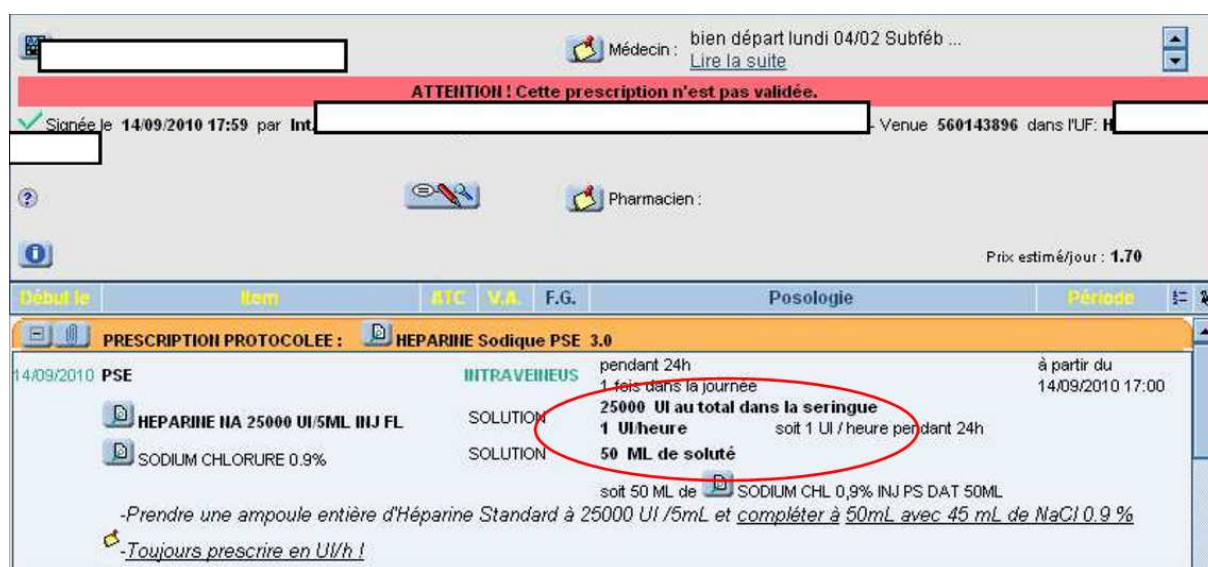 Médecin : bien départ lundi 04/02 Subféb ...
Lire la suite
ATTENTION ! Cette prescription n'est pas validée.
Signée le 14/09/2010 17:59 par Int. - Venue 560143896 dans l'UF: H
Pharmacien :
Prix estimé/jour : 1.70
Début le Item ATC V.A. F.G. Posologie Période
PRESCRIPTION PROTOCOLEE : HEPARINE Sodique PSE 3.0
14/09/2010 PSE INTRAVEINEUS pendant 24h à partir du
1 fois dans la journée 14/09/2010 17:00
HEPARINE NA 25000 UI/5ML INJ FL SOLUTION 25000 UI au total dans la seringue
1 UI/heure soit 1 UI / heure pendant 24h
SODIUM CHLORURE 0.9% SOLUTION 50 ML de soluté
soit 50 ML de SODIUM CHL 0,9% INJ PS DAT 50ML
-Prendre une ampoule entière d'Héparine Standard à 25000 UI /5mL et compléter à 50mL avec 45 mL de NaCl 0.9 %
-Toujours prescrire en UI/h !